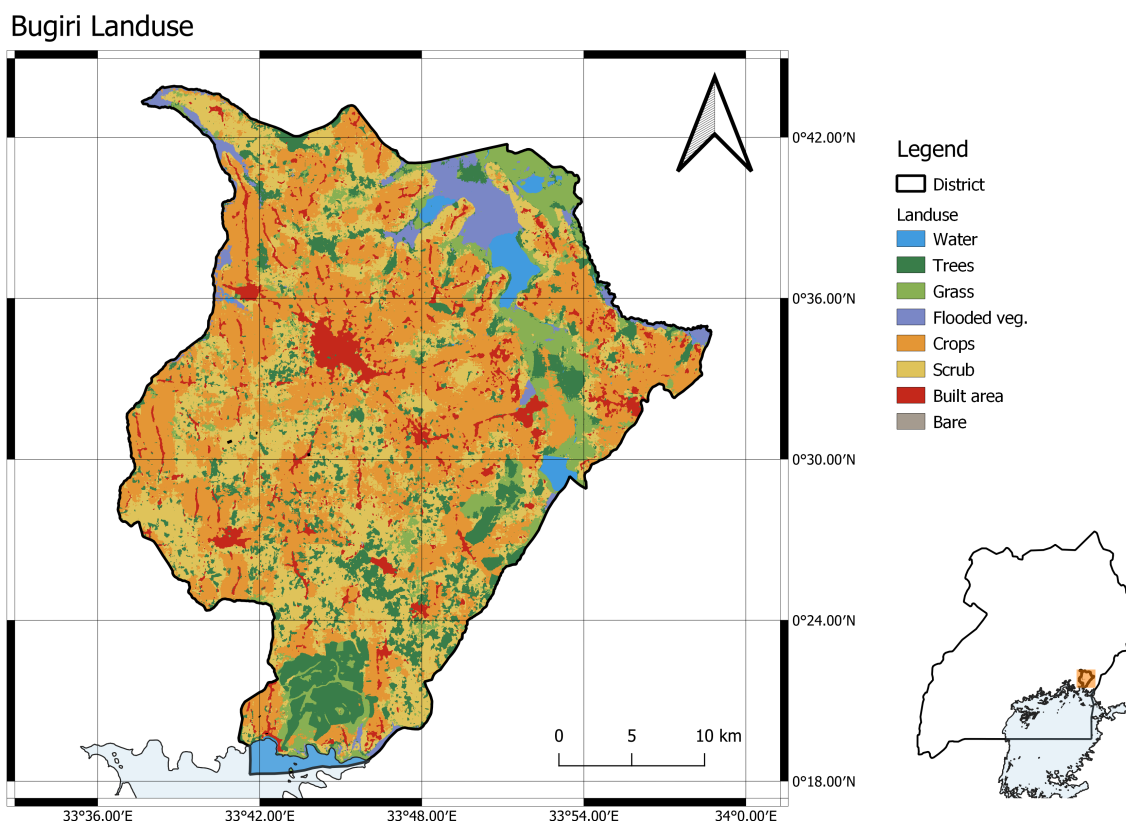 Bugiri Landuse
0°42.00′N
0°36.00′N
0°30.00′N
0°24.00′N
0°18.00′N
33°36.00′E
33°42.00′E
33°48.00′E
33°54.00′E
34°0.00′E
0
5
10 km
Legend
District
Landuse
Water
Trees
Grass
Flooded veg.
Crops
Scrub
Built area
Bare